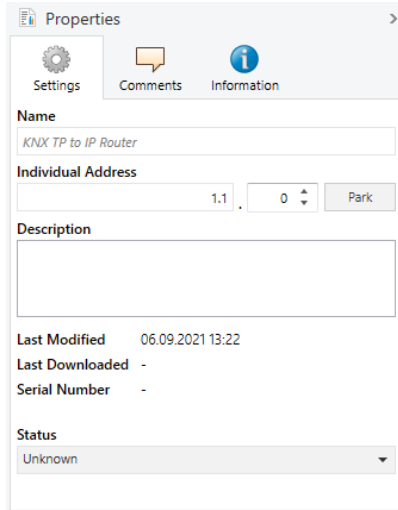 Properties
Settings Comments Information
Name
KNX TP to IP Router
Individual Address
1.1 . 0 Park
Description
Last Modified 06.09.2021 13:22
Last Downloaded -
Serial Number -
Status
Unknown